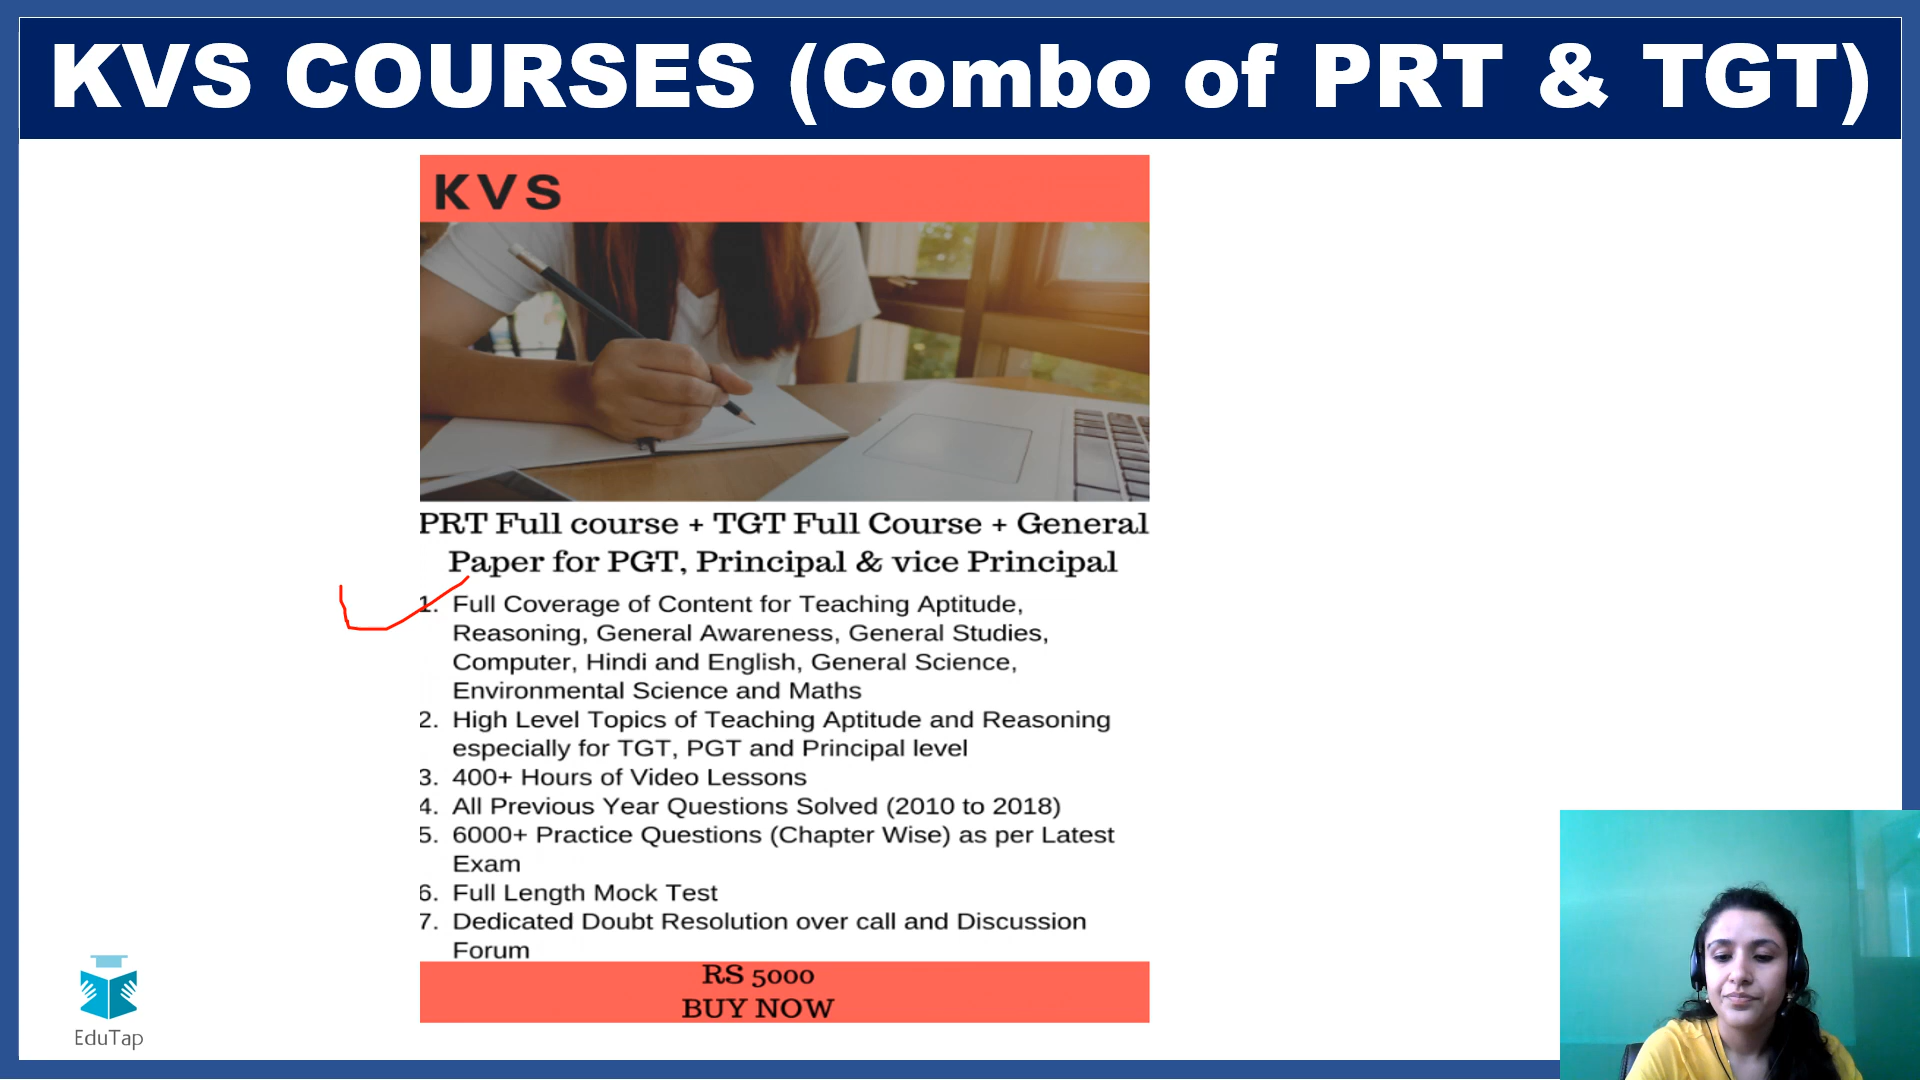 KVS COURSES (Combo of PRT & TGT)
KVS
PRT Full course + TGT Full Course + General
Paper for PGT, Principal & vice Principal
1. Full Coverage of Content for Teaching Aptitude,
Reasoning, General Awareness, General Studies,
Computer, Hindi and English, General Science,
Environmental Science and Maths
2. High Level Topics of Teaching Aptitude and Reasoning
especially for TGT, PGT and Principal level
3. 400+ Hours of Video Lessons
4. All Previous Year Questions Solved (2010 to 2018)
5. 6000+ Practice Questions (Chapter Wise) as per Latest
Exam
6. Full Length Mock Test
7. Dedicated Doubt Resolution over call and Discussion
Forum
RS 5000
BUY NOW
EduTap